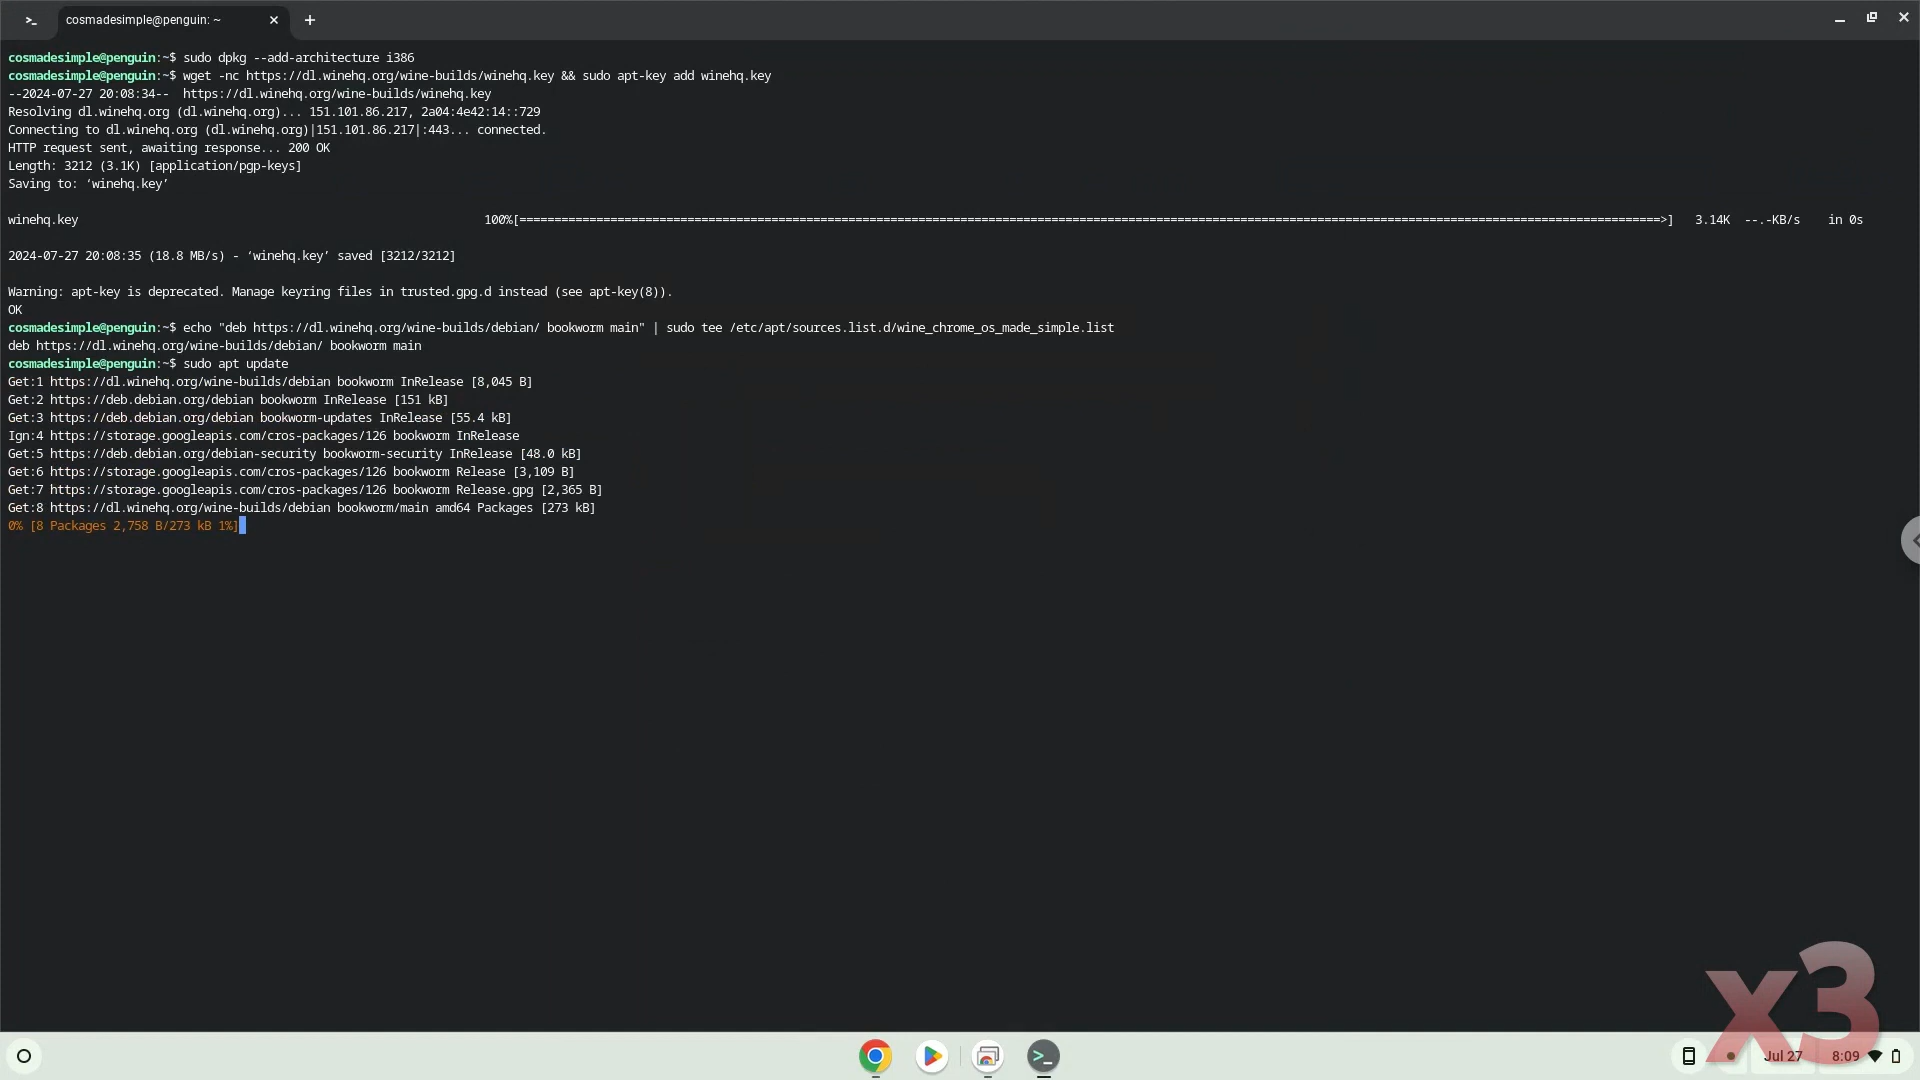 >_ cosmadesimple@penguin: ~ × +
cosmadesimple@penguin:~$ sudo dpkg --add-architecture i386
cosmadesimple@penguin:~$ wget -nc https://dl.winehq.org/wine-builds/winehq.key && sudo apt-key add winehq.key
--2024-07-27 20:08:34--  https://dl.winehq.org/wine-builds/winehq.key
Resolving dl.winehq.org (dl.winehq.org)... 151.101.86.217, 2a04:4e42:14::729
Connecting to dl.winehq.org (dl.winehq.org)|151.101.86.217|:443... connected.
HTTP request sent, awaiting response... 200 OK
Length: 3212 (3.1K) [application/pgp-keys]
Saving to: ‘winehq.key’
winehq.key 100%[===================================================================================================================================================================>] 3.14K --.-KB/s in 0s
2024-07-27 20:08:35 (18.8 MB/s) - ‘winehq.key’ saved [3212/3212]
Warning: apt-key is deprecated. Manage keyring files in trusted.gpg.d instead (see apt-key(8)).
OK
cosmadesimple@penguin:~$ echo "deb https://dl.winehq.org/wine-builds/debian/ bookworm main" | sudo tee /etc/apt/sources.list.d/wine_chrome_os_made_simple.list
deb https://dl.winehq.org/wine-builds/debian/ bookworm main
cosmadesimple@penguin:~$ sudo apt update
Get:1 https://dl.winehq.org/wine-builds/debian bookworm InRelease [8,045 B]
Get:2 https://deb.debian.org/debian bookworm InRelease [151 kB]
Get:3 https://deb.debian.org/debian bookworm-updates InRelease [55.4 kB]
Ign:4 https://storage.googleapis.com/cros-packages/126 bookworm InRelease
Get:5 https://deb.debian.org/debian-security bookworm-security InRelease [48.0 kB]
Get:6 https://storage.googleapis.com/cros-packages/126 bookworm Release [3,109 B]
Get:7 https://storage.googleapis.com/cros-packages/126 bookworm Release.gpg [2,365 B]
Get:8 https://dl.winehq.org/wine-builds/debian bookworm/main amd64 Packages [273 kB]
0% [8 Packages 2,758 B/273 kB 1%]
x3
Jul 27 8:09